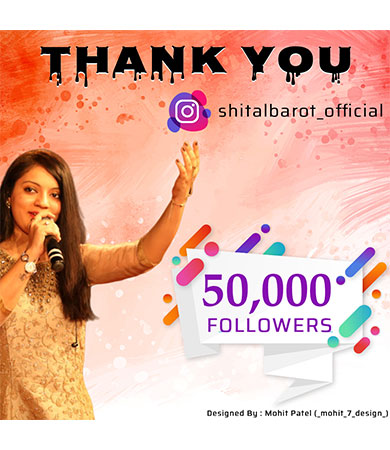 THANK YOU
shitalbarot_official
50,000+
FOLLOWERS
Designed By : Mohit Patel (_mohit_7_design_)